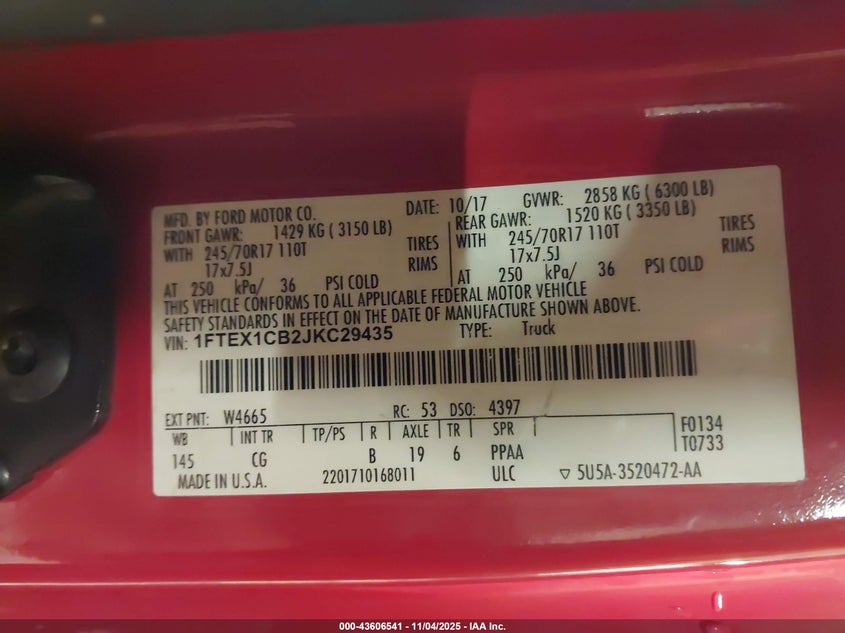 MFD. BY FORD MOTOR CO. DATE: 10/17 GVWR: 2858 KG ( 6300 LB)
FRONT GAWR: 1429 KG ( 3150 LB) REAR GAWR: 1520 KG ( 3350 LB)
WITH 245/70R17 110T TIRES WITH 245/70R17 110T TIRES
17x7.5J RIMS 17x7.5J RIMS
AT 250 kPa/ 36 PSI COLD AT 250 kPa/ 36 PSI COLD
THIS VEHICLE CONFORMS TO ALL APPLICABLE FEDERAL MOTOR VEHICLE
SAFETY STANDARDS IN EFFECT ON THE DATE OF MANUFACTURE SHOWN ABOVE.
VIN: 1FTEX1CB2JKC29435 TYPE: Truck
EXT PNT: W4665 RC: 53 DSO: 4397
WB INT TR TP/PS R AXLE TR SPR F0134
145 CG B 19 6 PPAA T0733
MADE IN U.S.A. 2201710168011 ULC ▽ 5U5A-3520472-AA
000-43606541 - 11/04/2025 - IAA Inc.